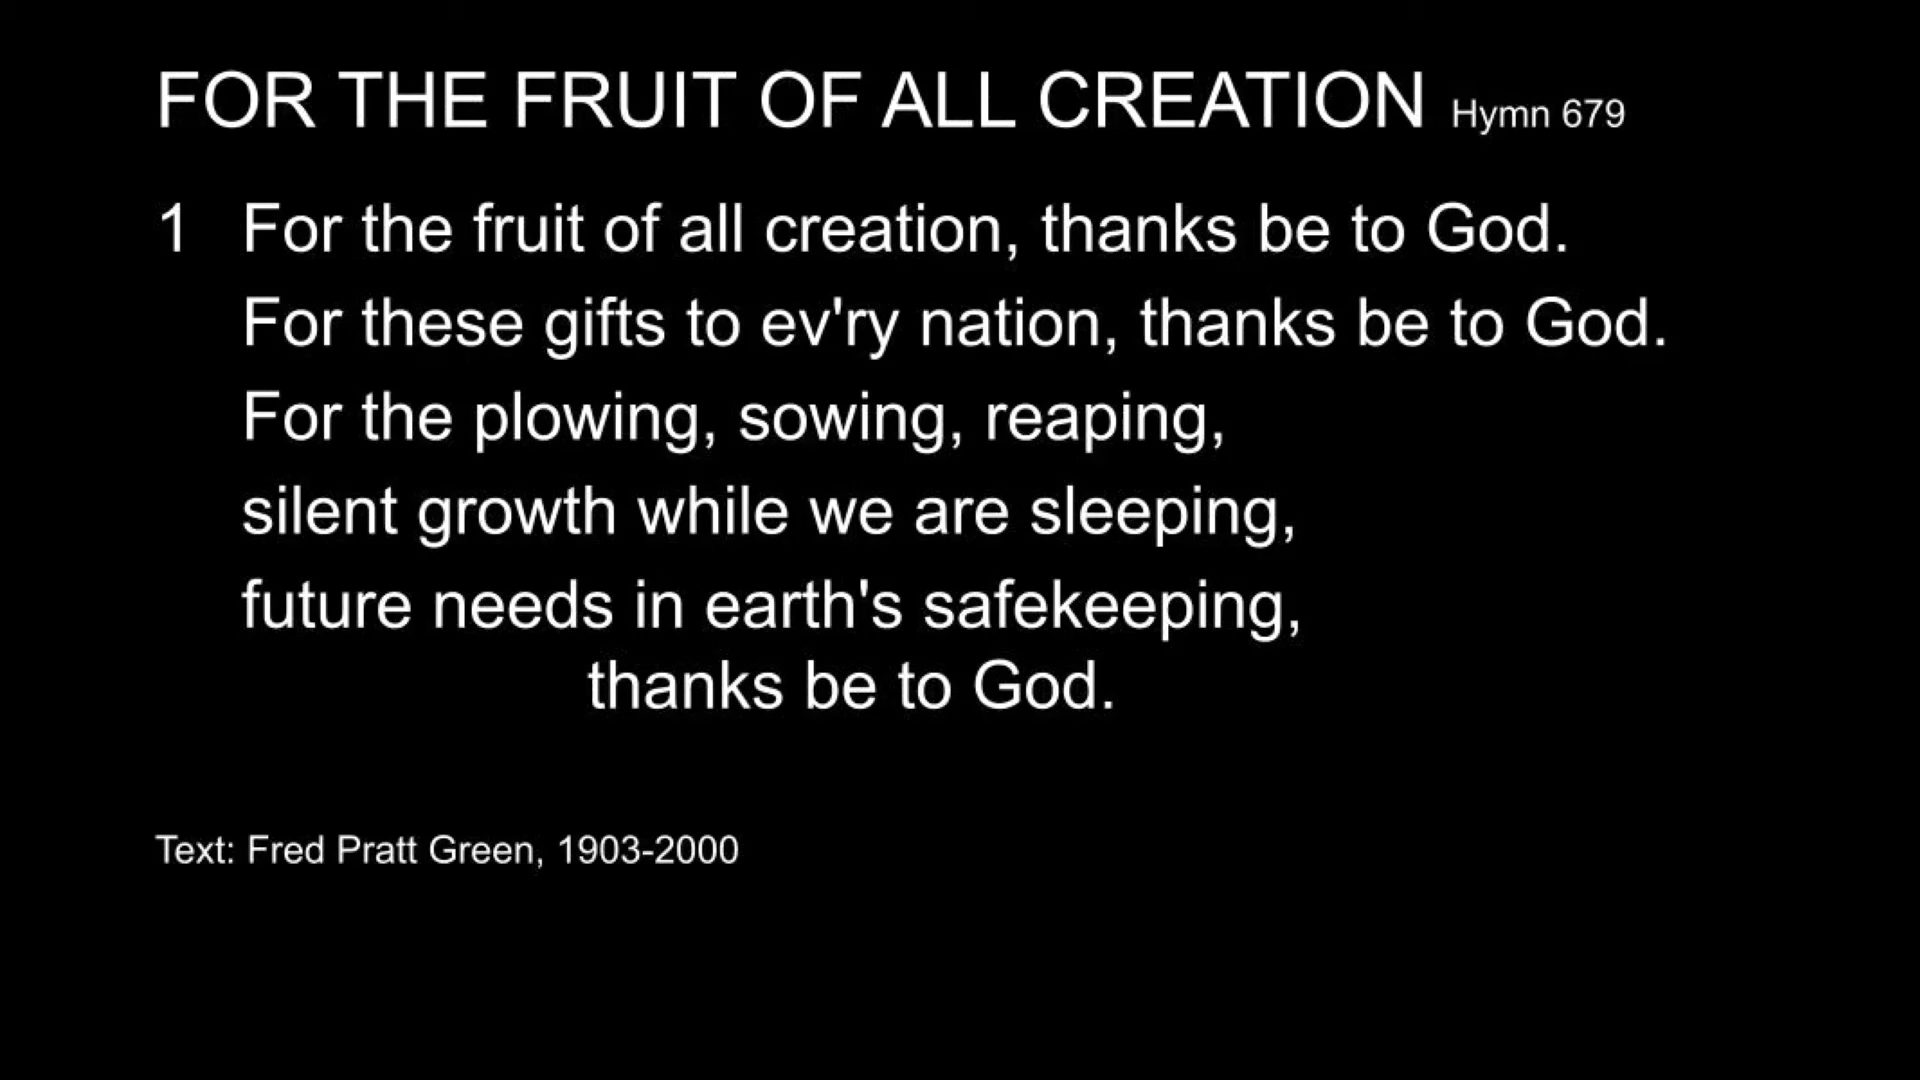 FOR THE FRUIT OF ALL CREATION Hymn 679
1 For the fruit of all creation, thanks be to God.
For these gifts to ev'ry nation, thanks be to God.
For the plowing, sowing, reaping,
silent growth while we are sleeping,
future needs in earth's safekeeping,
thanks be to God.
Text: Fred Pratt Green, 1903-2000